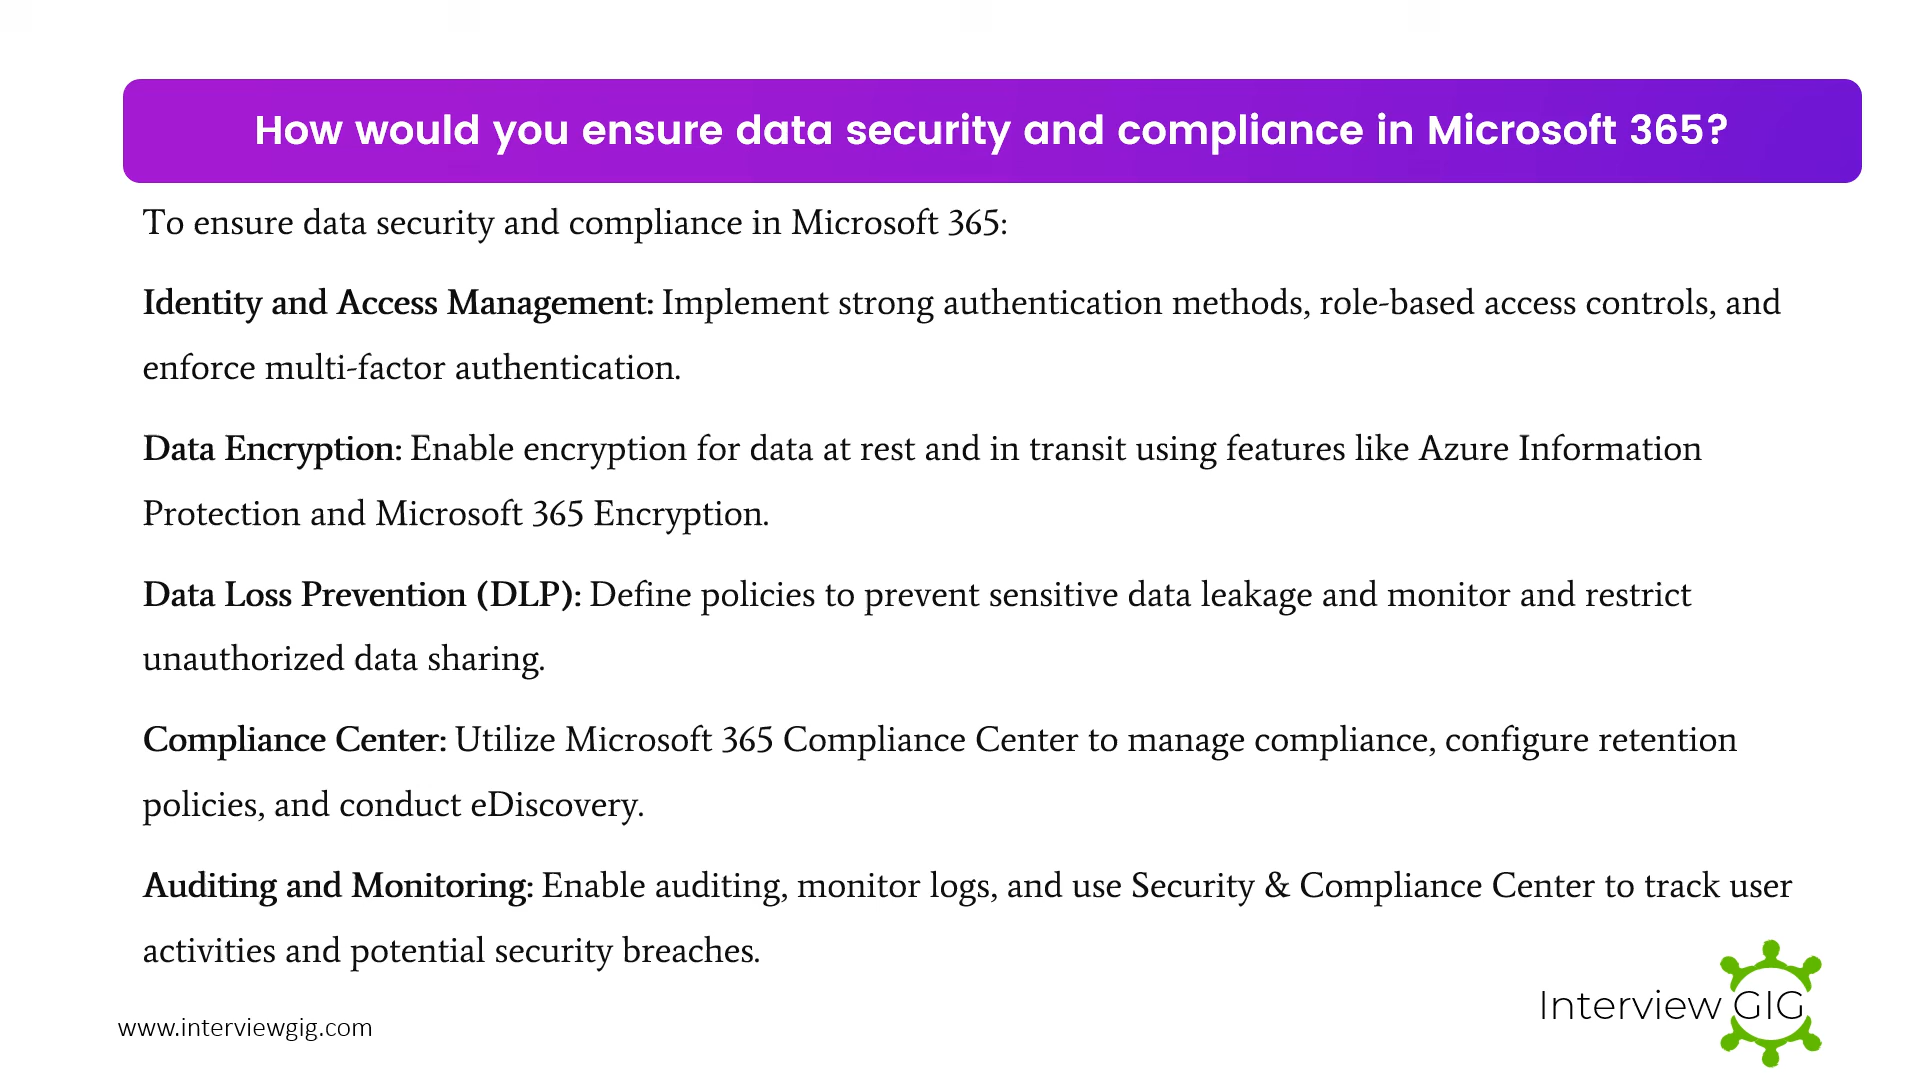 How would you ensure data security and compliance in Microsoft 365?
To ensure data security and compliance in Microsoft 365:
Identity and Access Management: Implement strong authentication methods, role-based access controls, and
enforce multi-factor authentication.
Data Encryption: Enable encryption for data at rest and in transit using features like Azure Information
Protection and Microsoft 365 Encryption.
Data Loss Prevention (DLP): Define policies to prevent sensitive data leakage and monitor and restrict
unauthorized data sharing.
Compliance Center: Utilize Microsoft 365 Compliance Center to manage compliance, configure retention
policies, and conduct eDiscovery.
Auditing and Monitoring: Enable auditing, monitor logs, and use Security & Compliance Center to track user
activities and potential security breaches.
Interview GIG
www.interviewgig.com